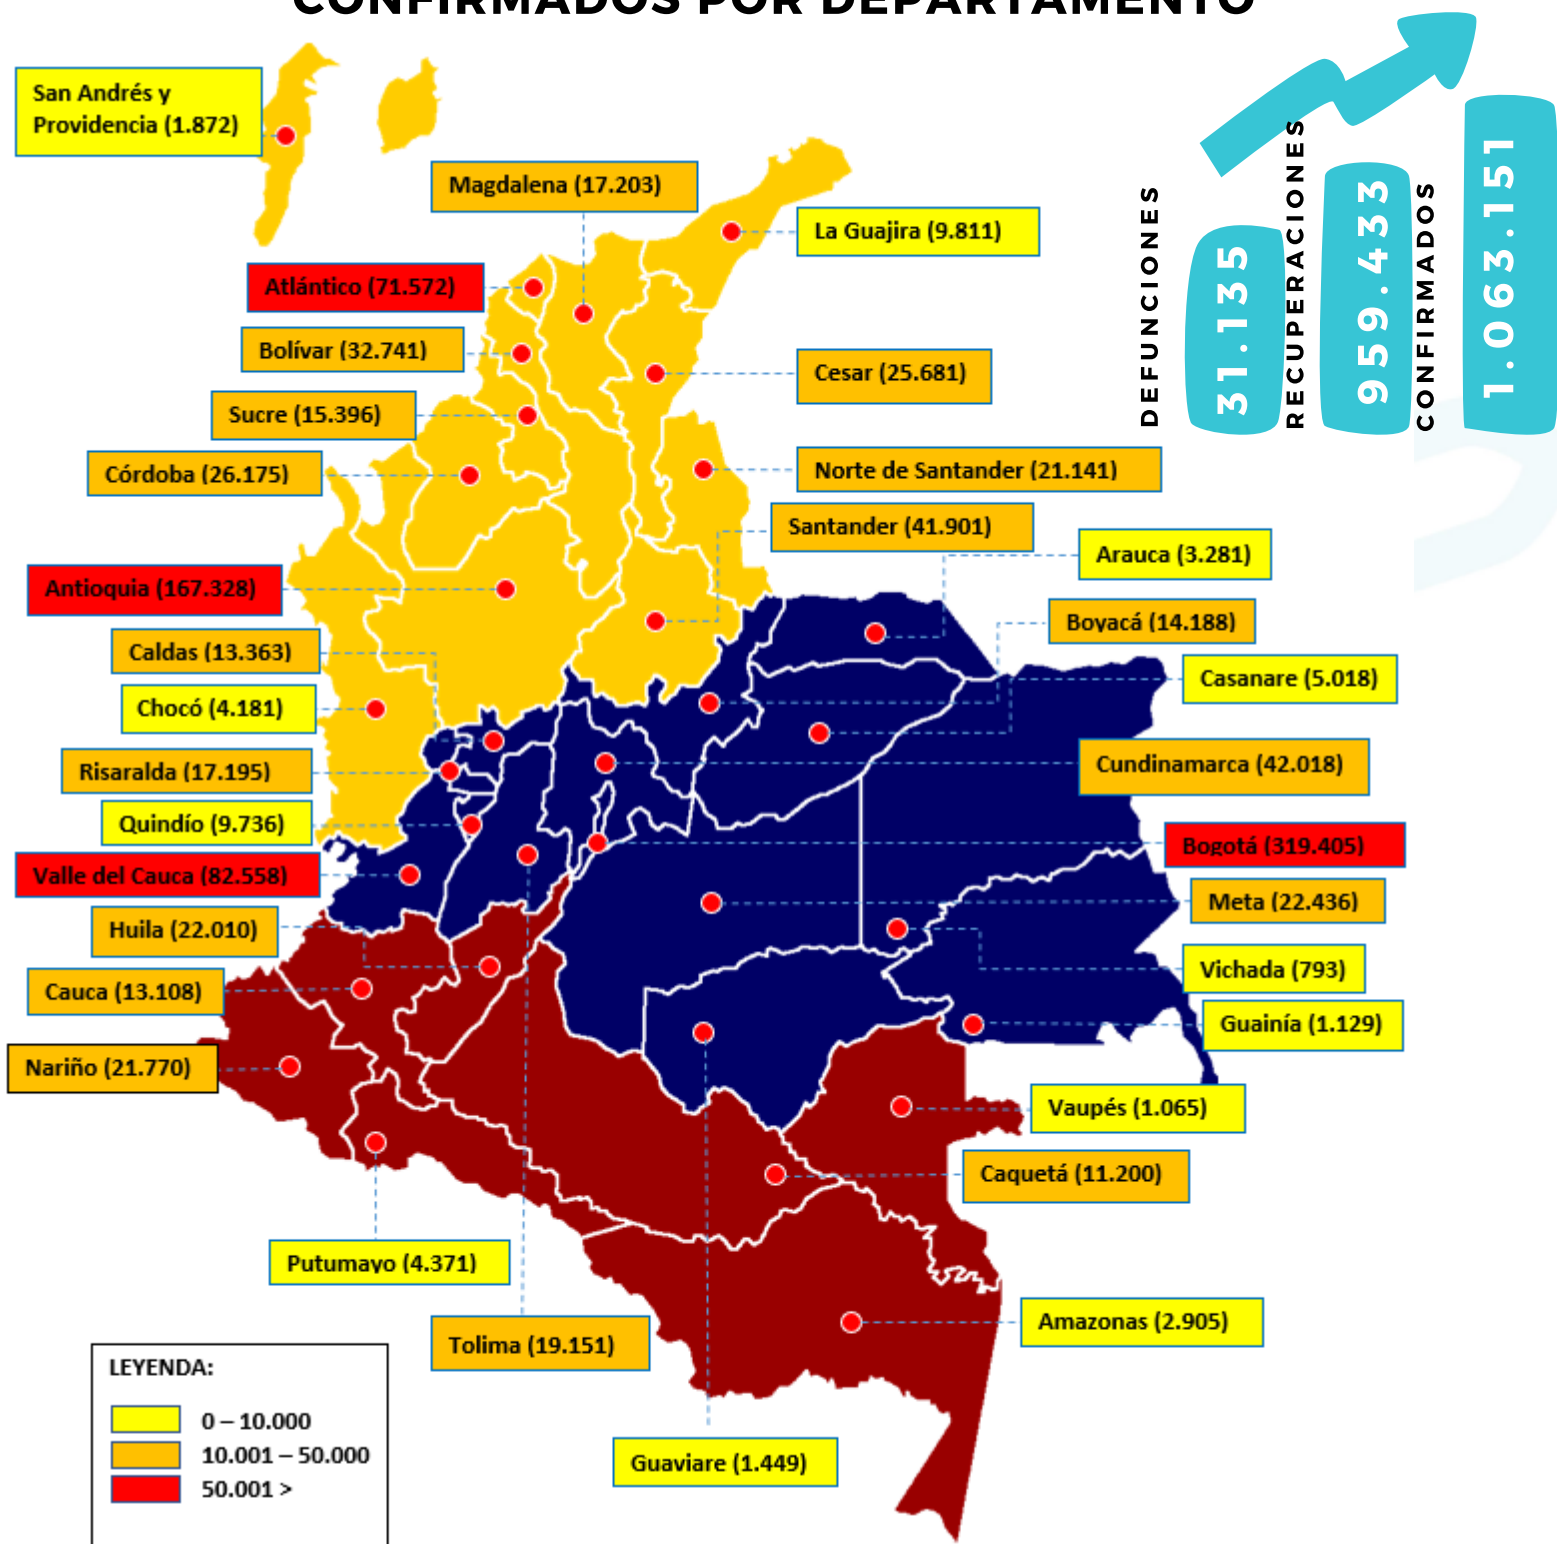 CONFIRMADOS POR DEPARTAMENTO
San Andrés y
Providencia (1.872)
Magdalena (17.203)
La Guajira (9.811)
Atlántico (71.572)
Bolívar (32.741)
Cesar (25.681)
Sucre (15.396)
Córdoba (26.175)
Norte de Santander (21.141)
Santander (41.901)
Arauca (3.281)
Antioquia (167.328)
Boyacá (14.188)
Caldas (13.363)
Casanare (5.018)
Chocó (4.181)
Risaralda (17.195)
Cundinamarca (42.018)
Quindío (9.736)
Bogotá (319.405)
Valle del Cauca (82.558)
Meta (22.436)
Huila (22.010)
Vichada (793)
Cauca (13.108)
Guainía (1.129)
Nariño (21.770)
Vaupés (1.065)
Caquetá (11.200)
Putumayo (4.371)
Amazonas (2.905)
Tolima (19.151)
Guaviare (1.449)
LEYENDA:
0 – 10.000
10.001 – 50.000
50.001 >
DEFUNCIONES
31.135
RECUPERACIONES
959.433
CONFIRMADOS
1.063.151